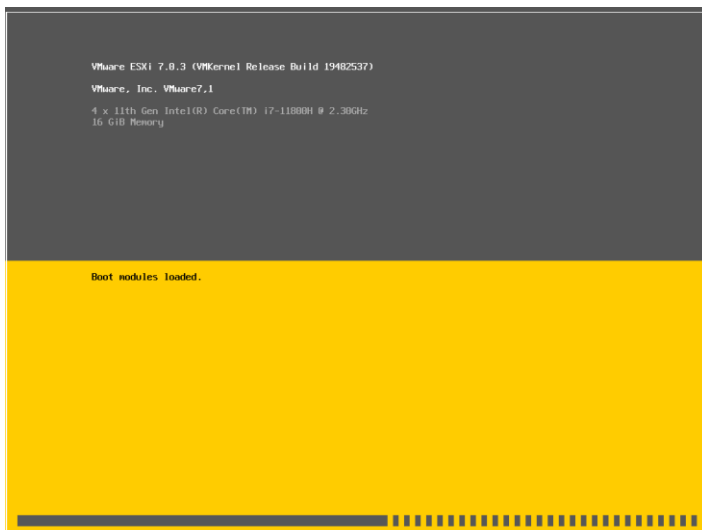 VMware ESXi 7.0.3 (VMKernel Release Build 19482537)
VMware, Inc. VMware7,1
4 x 11th Gen Intel(R) Core(TM) i7-11800H @ 2.30GHz
16 GiB Memory
Boot modules loaded.